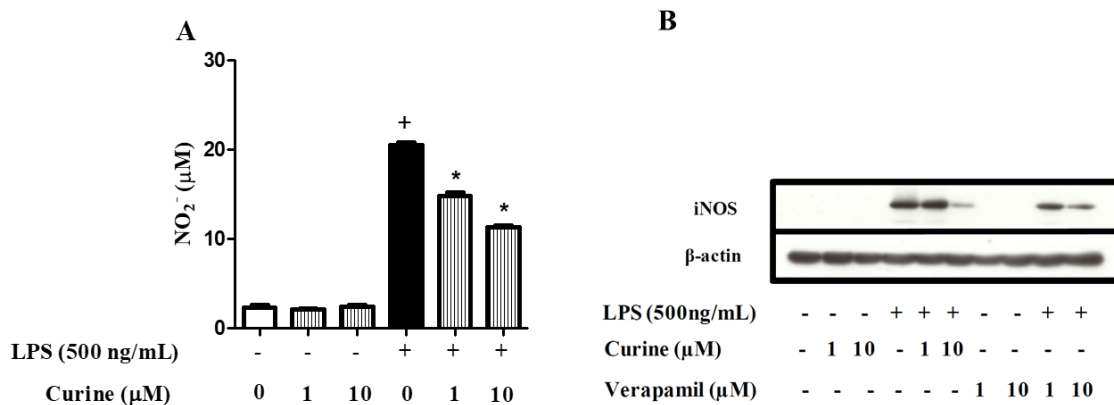 A
30
20
10
0
NO₂⁻ (µM)
+
*
*
LPS (500 ng/mL) - - - + + +
Curine (µM) 0 1 10 0 1 10
B
iNOS
β-actin
LPS (500ng/mL) - - - + + + - - + +
Curine (µM) - 1 10 - 1 10 - - - -
Verapamil (µM) - - - - - - 1 10 1 10